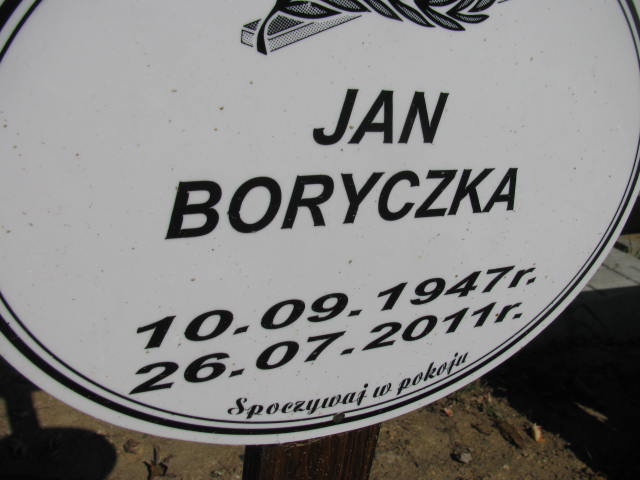 JAN
BORYCZKA
10.09.1947r.
26.07.2011r.
Spoczywaj w pokoju